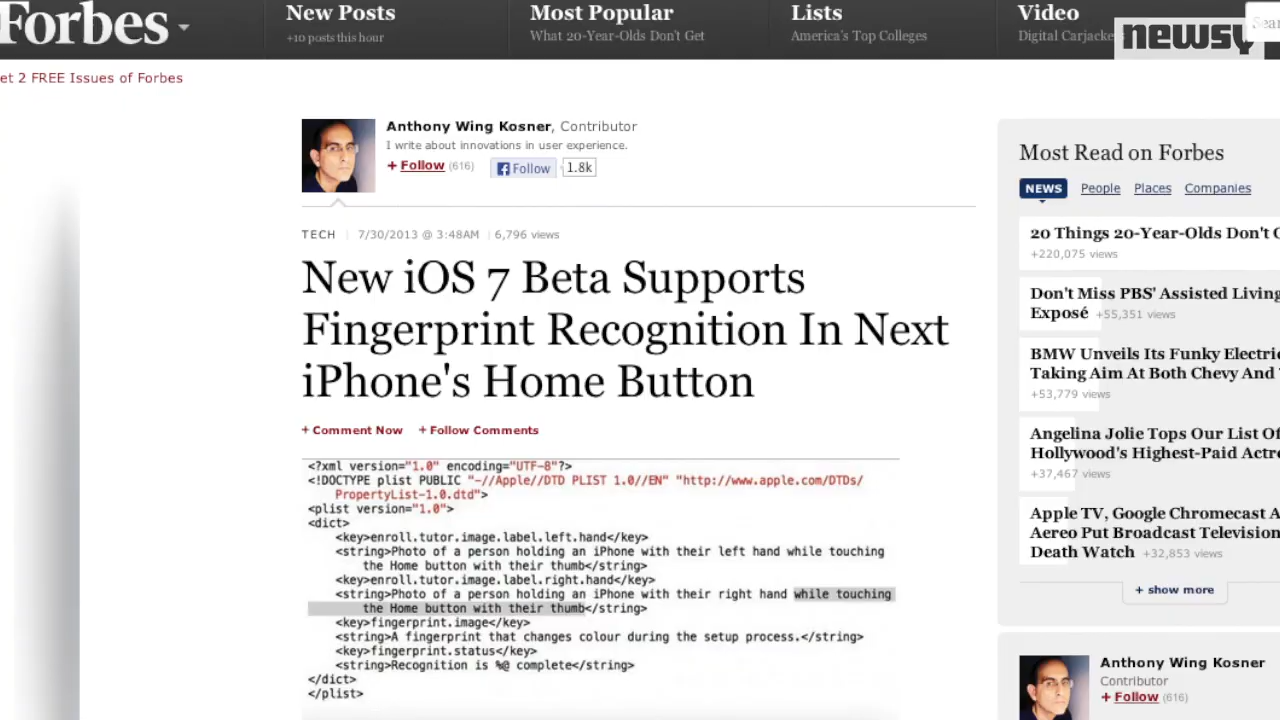 Forbes
New Posts
+10 posts this hour
Most Popular
What 20-Year-Olds Don't Get
Lists
America's Top Colleges
Video
Digital Carjacke
newsy
Sear
et 2 FREE Issues of Forbes
Anthony Wing Kosner, Contributor
I write about innovations in user experience.
+ Follow (616)
Follow
1.8k
TECH
7/30/2013 @ 3:48AM
6,796 views
New iOS 7 Beta Supports
Fingerprint Recognition In Next
iPhone's Home Button
+ Comment Now
+ Follow Comments
<?xml version="1.0" encoding="UTF-8"?>
<!DOCTYPE plist PUBLIC "-//Apple//DTD PLIST 1.0//EN" "http://www.apple.com/DTDs/
PropertyList-1.0.dtd">
<plist version="1.0">
<dict>
<key>enroll.tutor.image.label.left.hand</key>
<string>Photo of a person holding an iPhone with their left hand while touching
the Home button with their thumb</string>
<key>enroll.tutor.image.label.right.hand</key>
<string>Photo of a person holding an iPhone with their right hand while touching
the Home button with their thumb</string>
<key>fingerprint.image</key>
<string>A fingerprint that changes colour during the setup process.</string>
<key>fingerprint.status</key>
<string>Recognition is %@ complete</string>
</dict>
</plist>
Most Read on Forbes
NEWS People Places Companies
20 Things 20-Year-Olds Don't G
+220,075 views
Don't Miss PBS' Assisted Living
Exposé +55,351 views
BMW Unveils Its Funky Electric
Taking Aim At Both Chevy And T
+53,779 views
Angelina Jolie Tops Our List Of
Hollywood's Highest-Paid Actre
+37,467 views
Apple TV, Google Chromecast A
Aereo Put Broadcast Television
Death Watch +32,853 views
+ show more
Anthony Wing Kosner
Contributor
+ Follow (616)